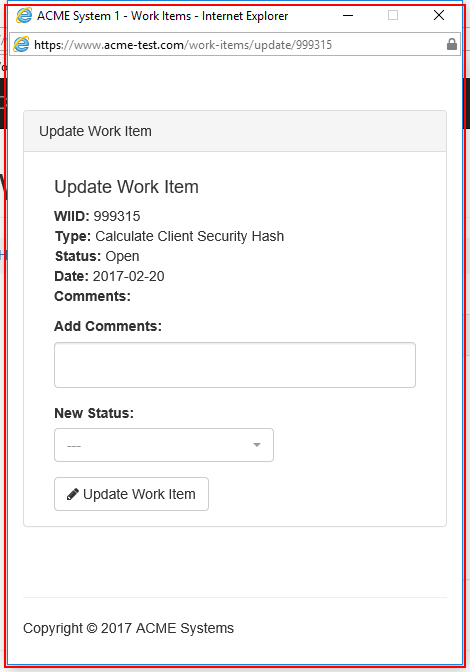 ACME System 1 - Work Items - Internet Explorer
https://www.acme-test.com/work-items/update/999315
Update Work Item
Update Work Item
WIID: 999315
Type: Calculate Client Security Hash
Status: Open
Date: 2017-02-20
Comments:
Add Comments:
New Status:
---
Update Work Item
Copyright © 2017 ACME Systems